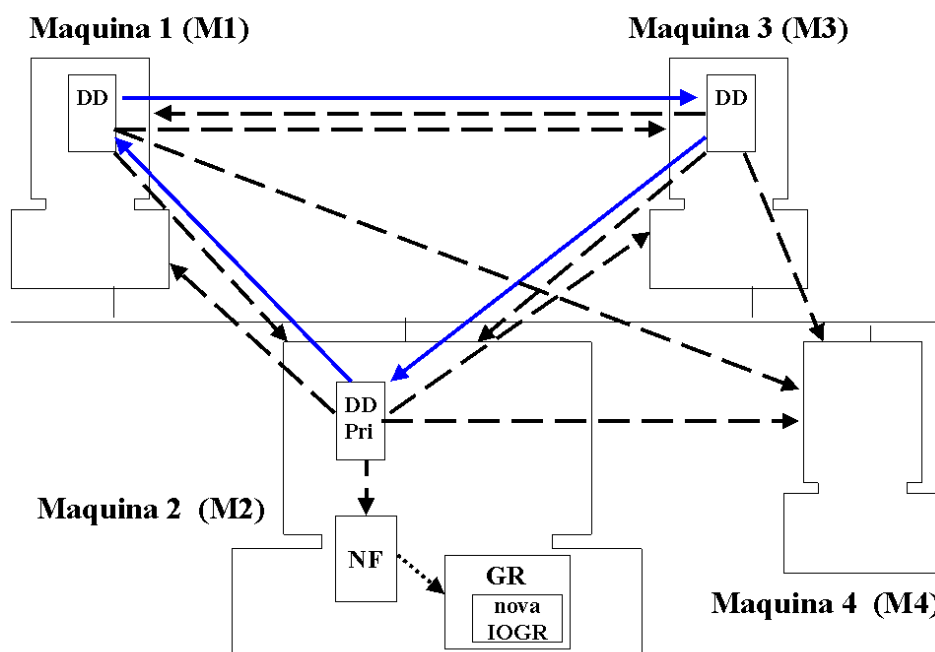 Maquina 1 (M1)
Maquina 3 (M3)
DD
DD
DD
Pri
Maquina 2 (M2)
NF
GR
nova
IOGR
Maquina 4 (M4)